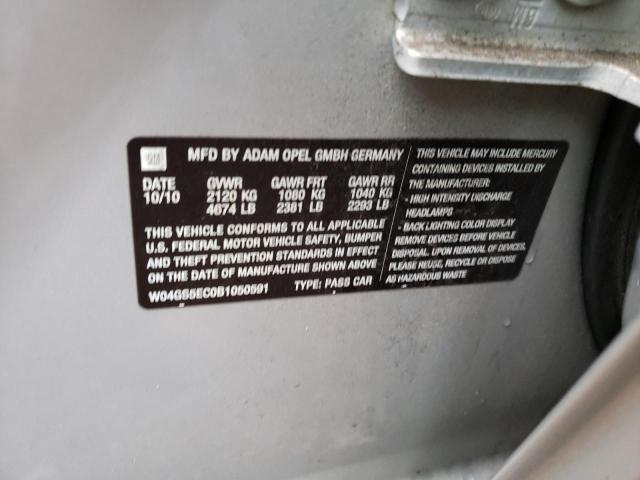 GM
MFD BY ADAM OPEL GMBH GERMANY
DATE GVWR GAWR FRT GAWR RR
10/10 2120 KG 1080 KG 1040 KG
4674 LB 2381 LB 2293 LB
THIS VEHICLE CONFORMS TO ALL APPLICABLE
U.S. FEDERAL MOTOR VEHICLE SAFETY, BUMPER
AND THEFT PREVENTION STANDARDS IN EFFECT
ON THE DATE OF MANUFACTURE SHOWN ABOVE
W04GS5EC0B1050591 TYPE: PASS CAR
THIS VEHICLE MAY INCLUDE MERCURY
CONTAINING DEVICES INSTALLED BY
THE MANUFACTURER:
- HIGH INTENSITY DISCHARGE
HEADLAMPS
- BACK LIGHTING COLOR DISPLAY
REMOVE DEVICES BEFORE VEHICLE
DISPOSAL. UPON REMOVAL OF DEVICES,
PLEASE REUSE, RECYCLE OR DISPOSE
AS HAZARDOUS WASTE